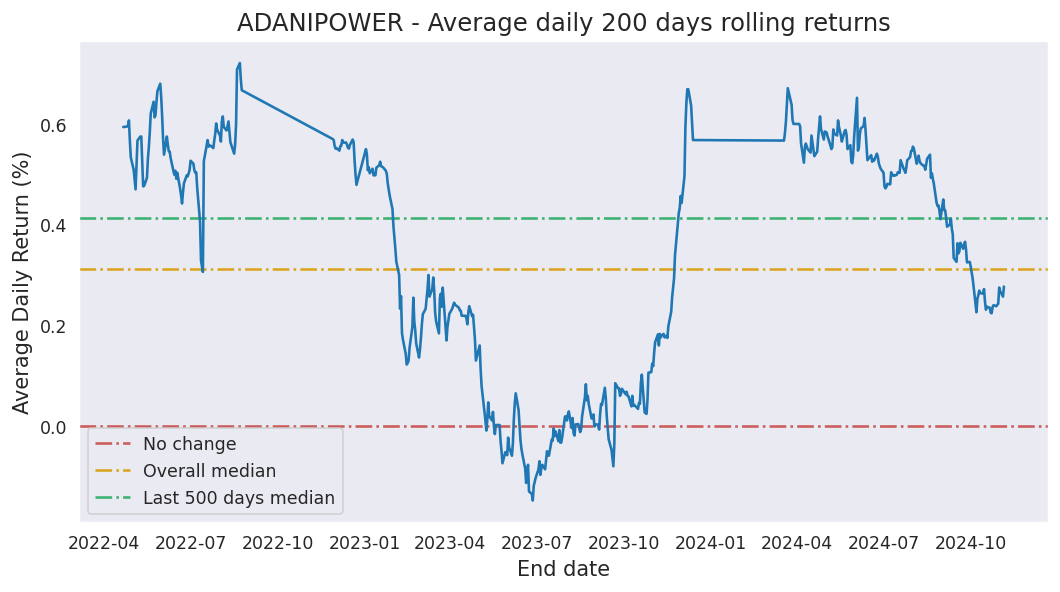 ADANIPOWER - Average daily 200 days rolling returns
Average Daily Return (%)
0.6
0.4
0.2
0.0
No change
Overall median
Last 500 days median
2022-04 2022-07 2022-10 2023-01 2023-04 2023-07 2023-10 2024-01 2024-04 2024-07 2024-10
End date